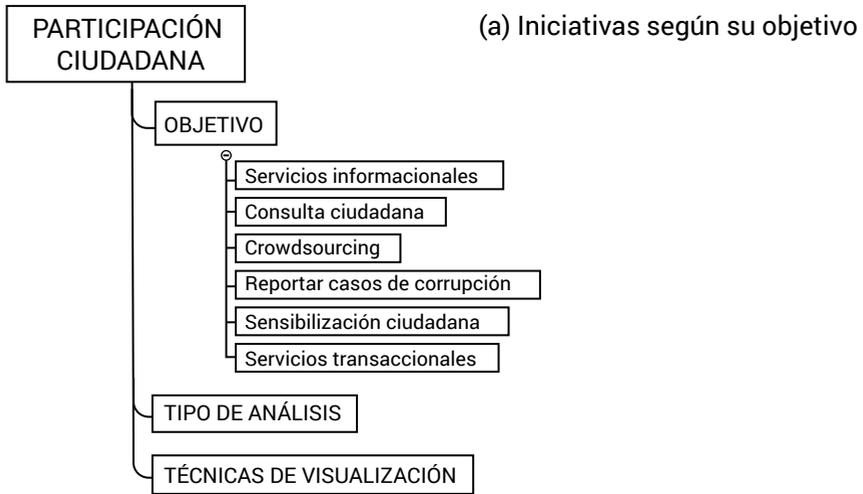 PARTICIPACIÓN
CIUDADANA
(a) Iniciativas según su objetivo
OBJETIVO
Servicios informacionales
Consulta ciudadana
Crowdsourcing
Reportar casos de corrupción
Sensibilización ciudadana
Servicios transaccionales
TIPO DE ANÁLISIS
TÉCNICAS DE VISUALIZACIÓN